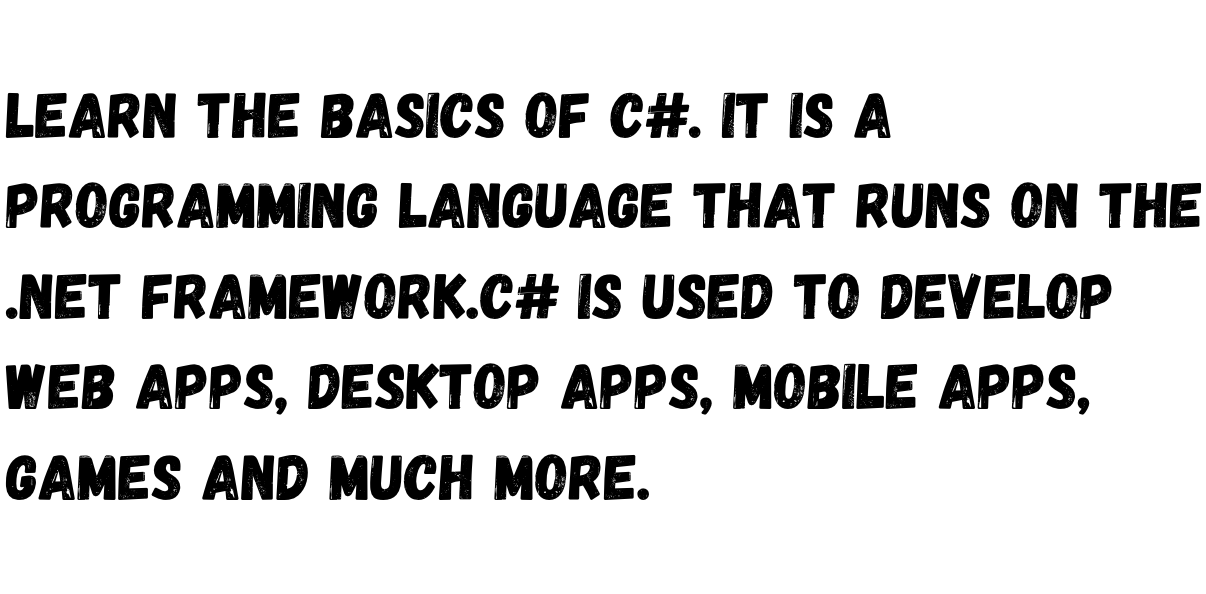 LEARN THE BASICS OF C#. IT IS A
PROGRAMMING LANGUAGE THAT RUNS ON THE
.NET FRAMEWORK.C# IS USED TO DEVELOP
WEB APPS, DESKTOP APPS, MOBILE APPS,
GAMES AND MUCH MORE.